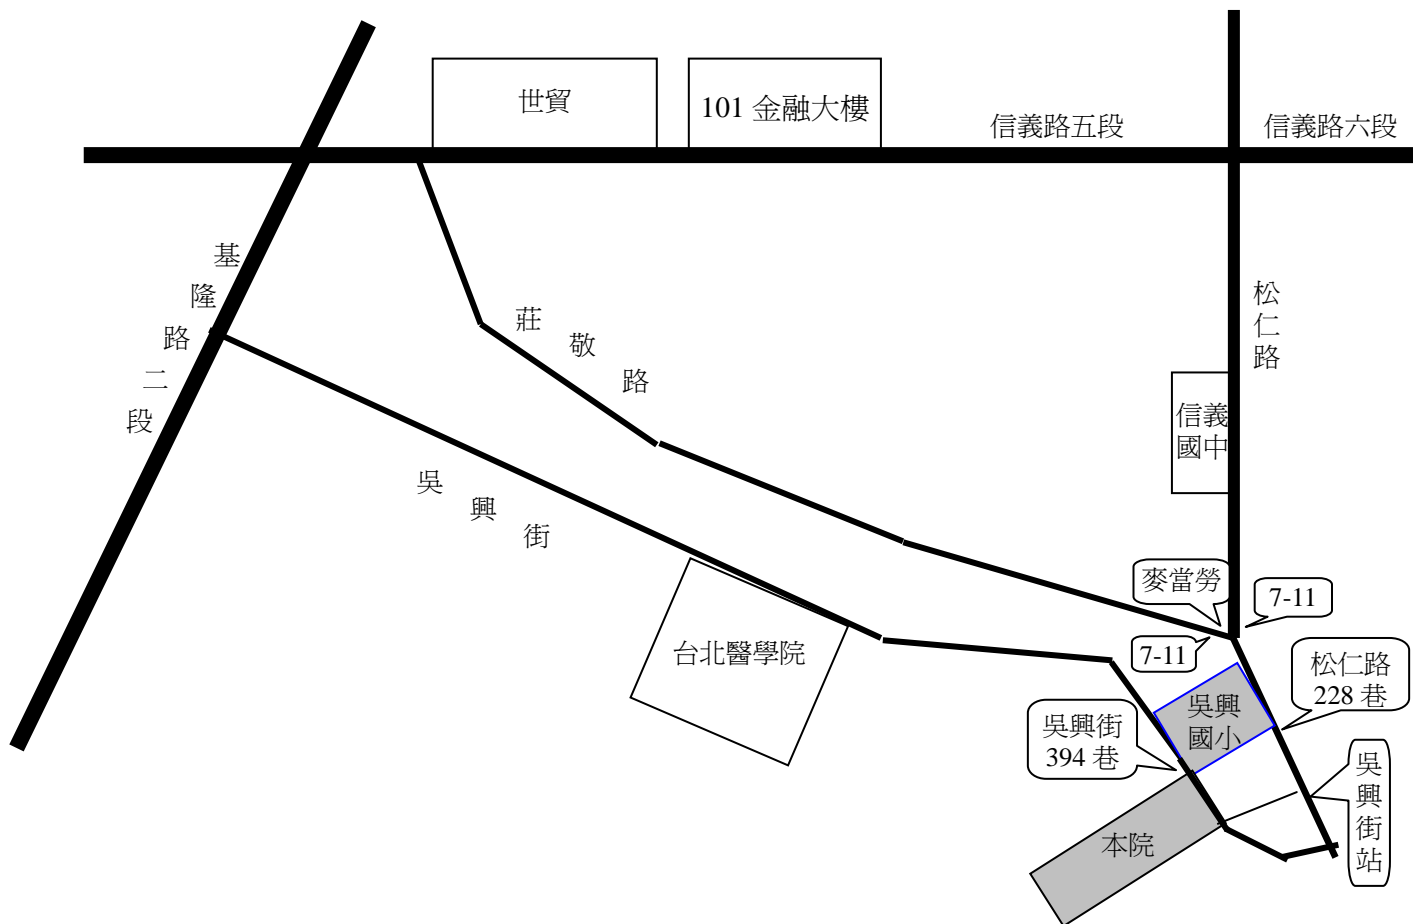 世貿
101 金融大樓
信義路五段
信義路六段
基隆路二段
莊敬路
松仁路
信義
國中
吳興街
麥當勞
7-11
7-11
台北醫學院
松仁路
228 巷
吳興
國小
吳興街
394 巷
吳興街站
本院